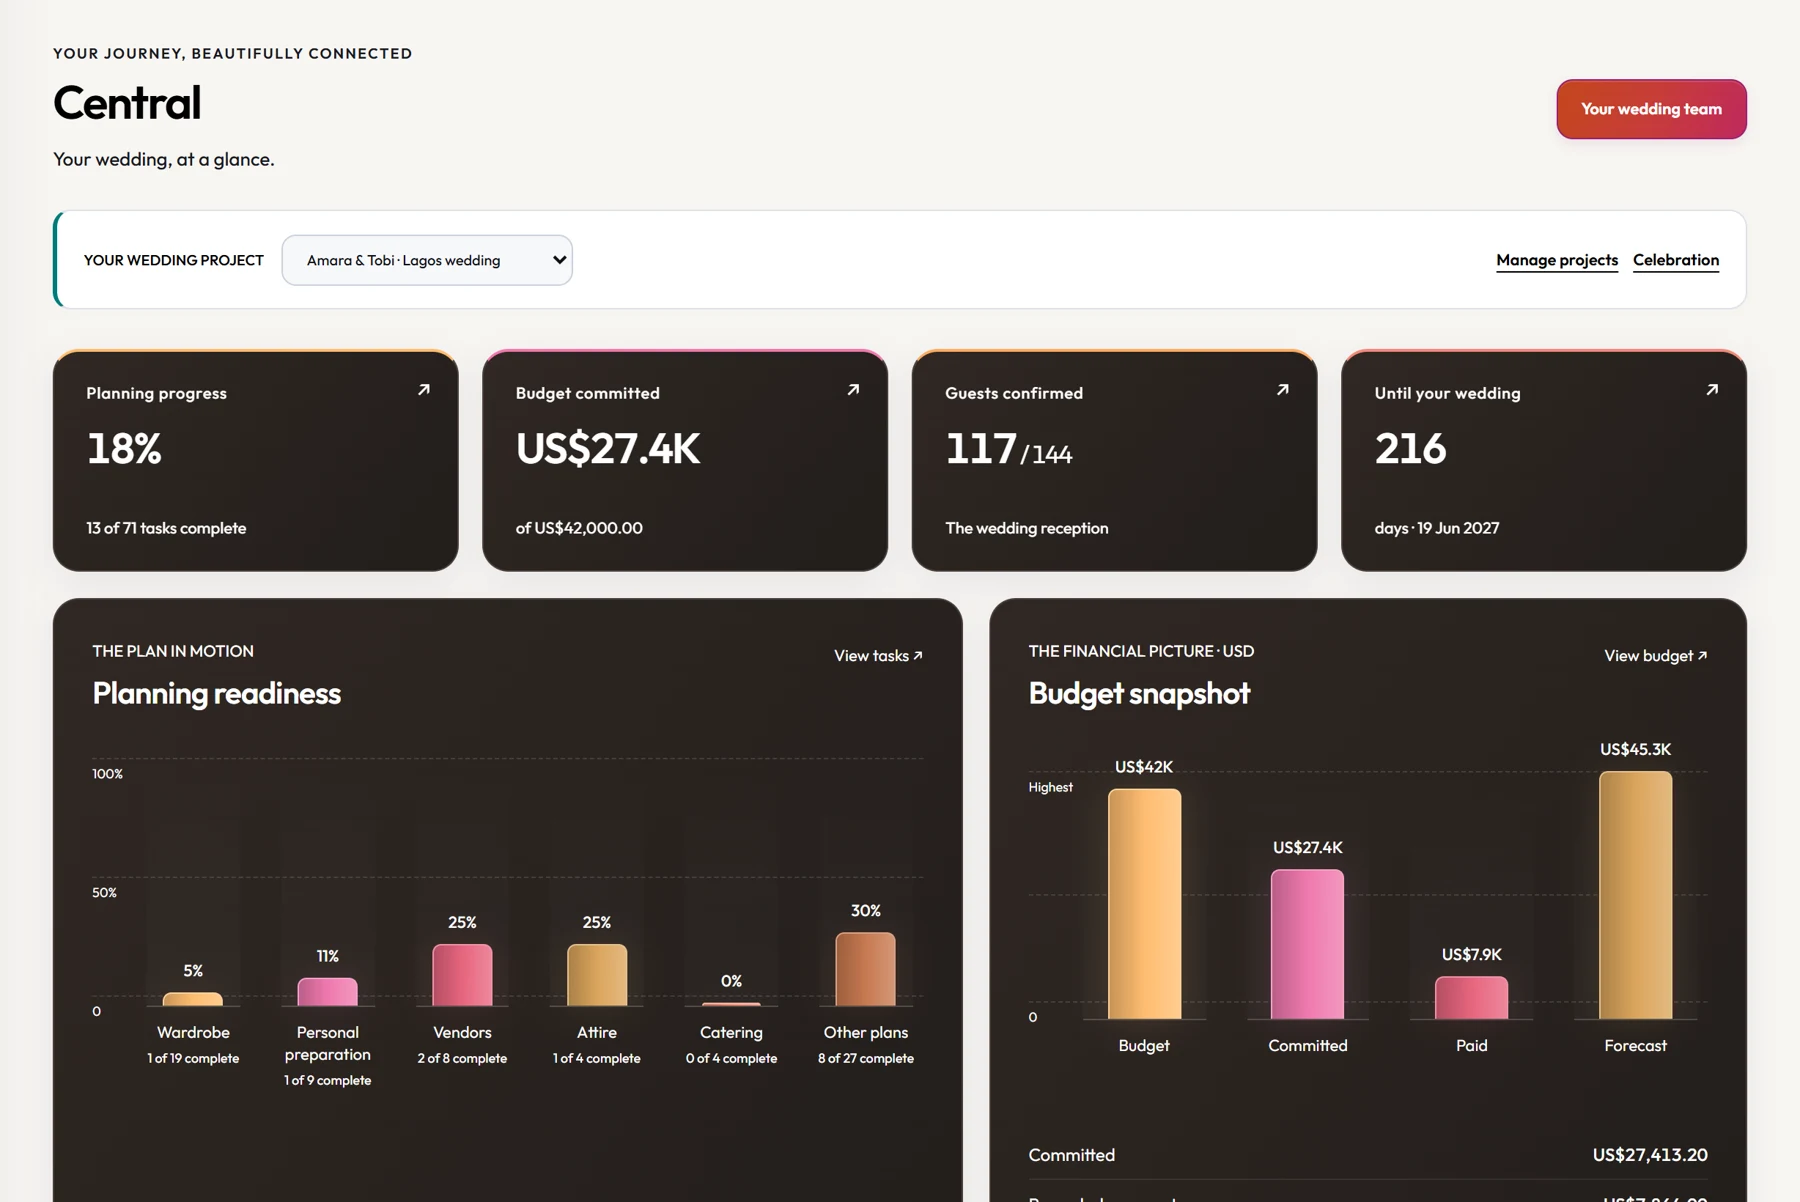 YOUR JOURNEY, BEAUTIFULLY CONNECTED
Central
Your wedding, at a glance.
Your wedding team
YOUR WEDDING PROJECT
Amara & Tobi · Lagos wedding
Manage projects
Celebration
Planning progress
18%
13 of 71 tasks complete
Budget committed
US$27.4K
of US$42,000.00
Guests confirmed
117 / 144
The wedding reception
Until your wedding
216
days · 19 Jun 2027
THE PLAN IN MOTION
Planning readiness
View tasks ↗
100%
50%
0
5%
11%
25%
25%
0%
30%
Wardrobe
1 of 19 complete
Personal
preparation
1 of 9 complete
Vendors
2 of 8 complete
Attire
1 of 4 complete
Catering
0 of 4 complete
Other plans
8 of 27 complete
THE FINANCIAL PICTURE · USD
Budget snapshot
View budget ↗
Highest
0
US$42K
US$27.4K
US$7.9K
US$45.3K
Budget
Committed
Paid
Forecast
Committed
US$27,413.20